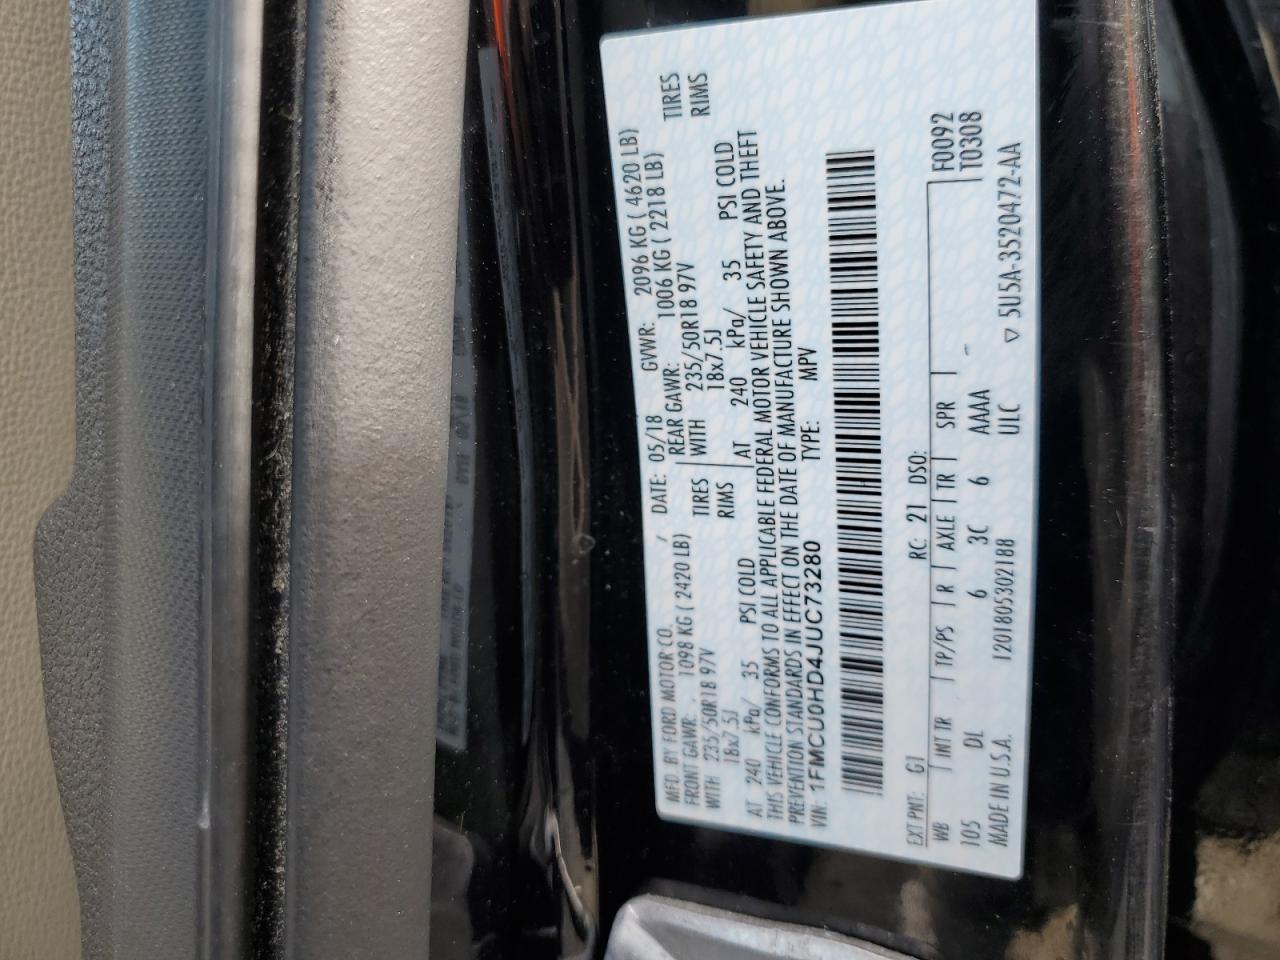 MFD. BY FORD MOTOR CO. DATE: 05/18 GVWR: 2096 KG ( 4620 LB)
FRONT GAWR: 1098 KG ( 2420 LB) REAR GAWR: 1006 KG ( 2218 LB)
WITH 235/50R18 97V TIRES WITH 235/50R18 97V TIRES
18x7.5J RIMS 18x7.5J RIMS
AT 240 kPa/ 35 PSI COLD AT 240 kPa/ 35 PSI COLD
THIS VEHICLE CONFORMS TO ALL APPLICABLE FEDERAL MOTOR VEHICLE SAFETY AND THEFT
PREVENTION STANDARDS IN EFFECT ON THE DATE OF MANUFACTURE SHOWN ABOVE.
VIN: 1FMCU0HD4JUC73280 TYPE: MPV
EXT PNT: G1 RC: 21 DSO: F0092
WB INT TR TP/PS R AXLE TR SPR T0308
105 DL 6 3C 6 AAAA -
MADE IN U.S.A. 120180530218​8 ULC ▽ 5U5A-3520472-AA